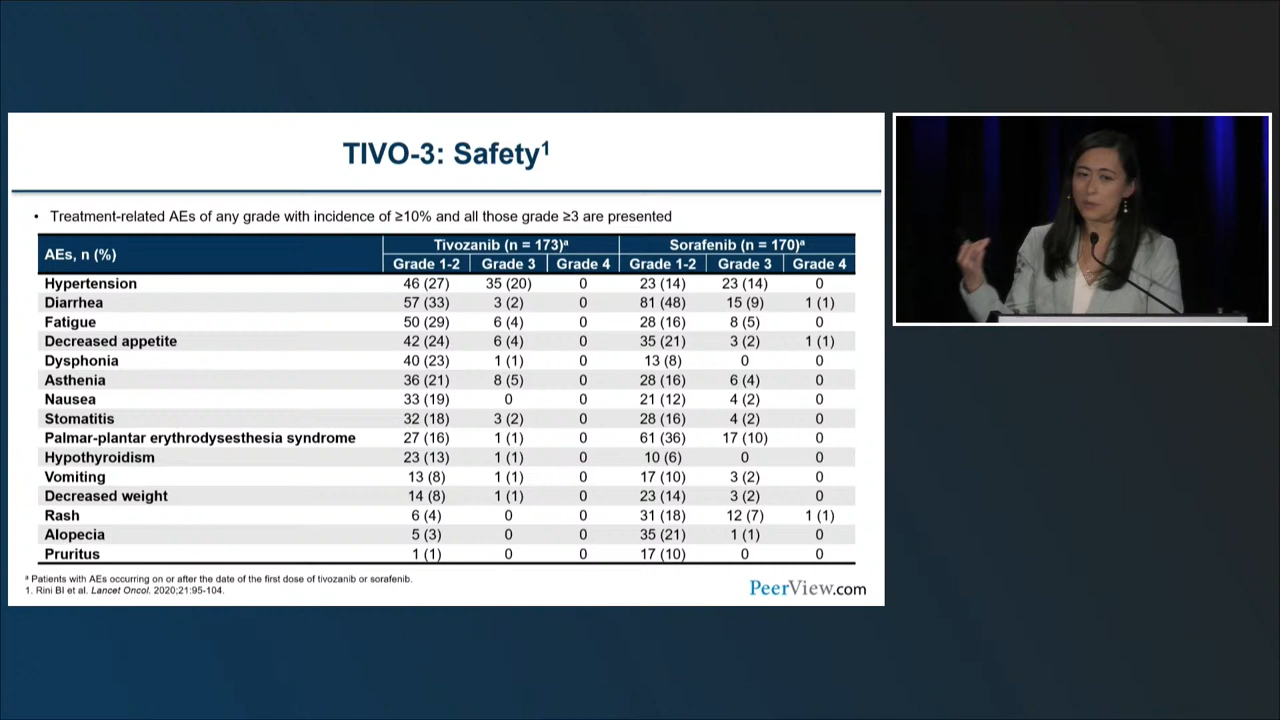 TIVO-3: Safety¹
• Treatment-related AEs of any grade with incidence of ≥10% and all those grade ≥3 are presented
AEs, n (%) Tivozanib (n = 173)ᵃ Sorafenib (n = 170)ᵃ
Grade 1-2 Grade 3 Grade 4 Grade 1-2 Grade 3 Grade 4
Hypertension 46 (27) 35 (20) 0 23 (14) 23 (14) 0
Diarrhea 57 (33) 3 (2) 0 81 (48) 15 (9) 1 (1)
Fatigue 50 (29) 6 (4) 0 28 (16) 8 (5) 0
Decreased appetite 42 (24) 6 (4) 0 35 (21) 3 (2) 1 (1)
Dysphonia 40 (23) 1 (1) 0 13 (8) 0 0
Asthenia 36 (21) 8 (5) 0 28 (16) 6 (4) 0
Nausea 33 (19) 0 0 21 (12) 4 (2) 0
Stomatitis 32 (18) 3 (2) 0 28 (16) 4 (2) 0
Palmar-plantar erythrodysesthesia syndrome 27 (16) 1 (1) 0 61 (36) 17 (10) 0
Hypothyroidism 23 (13) 1 (1) 0 10 (6) 0 0
Vomiting 13 (8) 1 (1) 0 17 (10) 3 (2) 0
Decreased weight 14 (8) 1 (1) 0 23 (14) 3 (2) 0
Rash 6 (4) 0 0 31 (18) 12 (7) 1 (1)
Alopecia 5 (3) 0 0 35 (21) 1 (1) 0
Pruritus 1 (1) 0 0 17 (10) 0 0
ᵃ Patients with AEs occurring on or after the date of the first dose of tivozanib or sorafenib.
1. Rini BI et al. Lancet Oncol. 2020;21:95-104.
PeerView.com